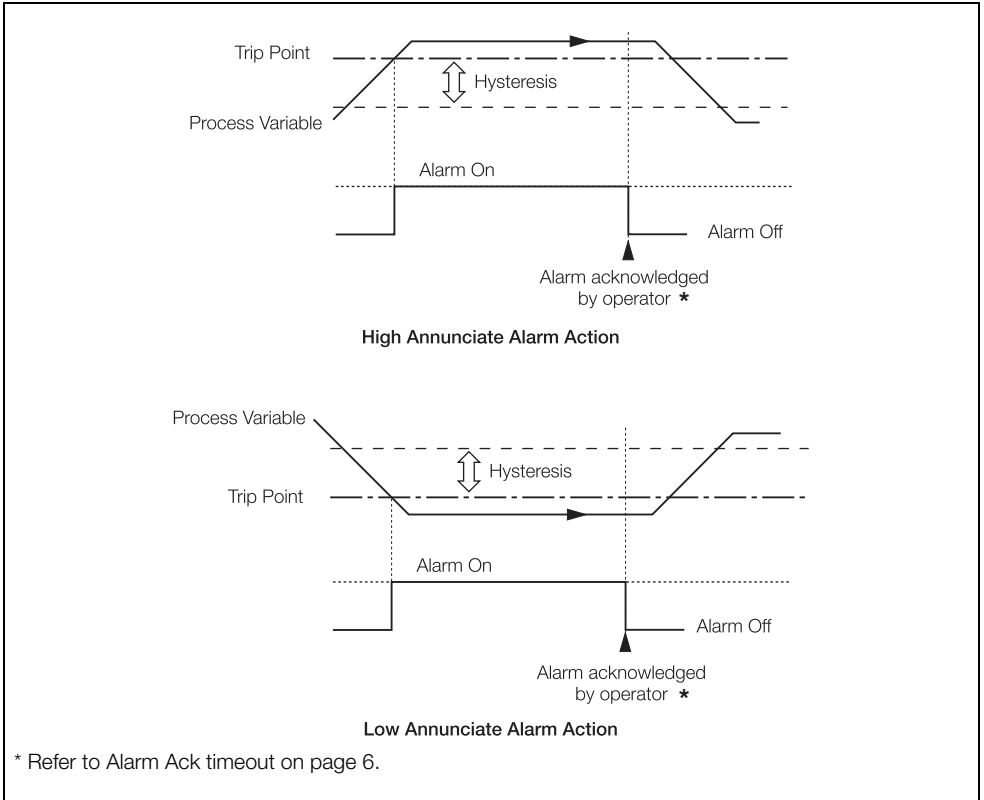 Trip Point
Hysteresis
Process Variable
Alarm On
Alarm Off
Alarm acknowledged
by operator *
High Annunciate Alarm Action
Process Variable
Hysteresis
Trip Point
Alarm On
Alarm Off
Alarm acknowledged
by operator *
Low Annunciate Alarm Action
* Refer to Alarm Ack timeout on page 6.